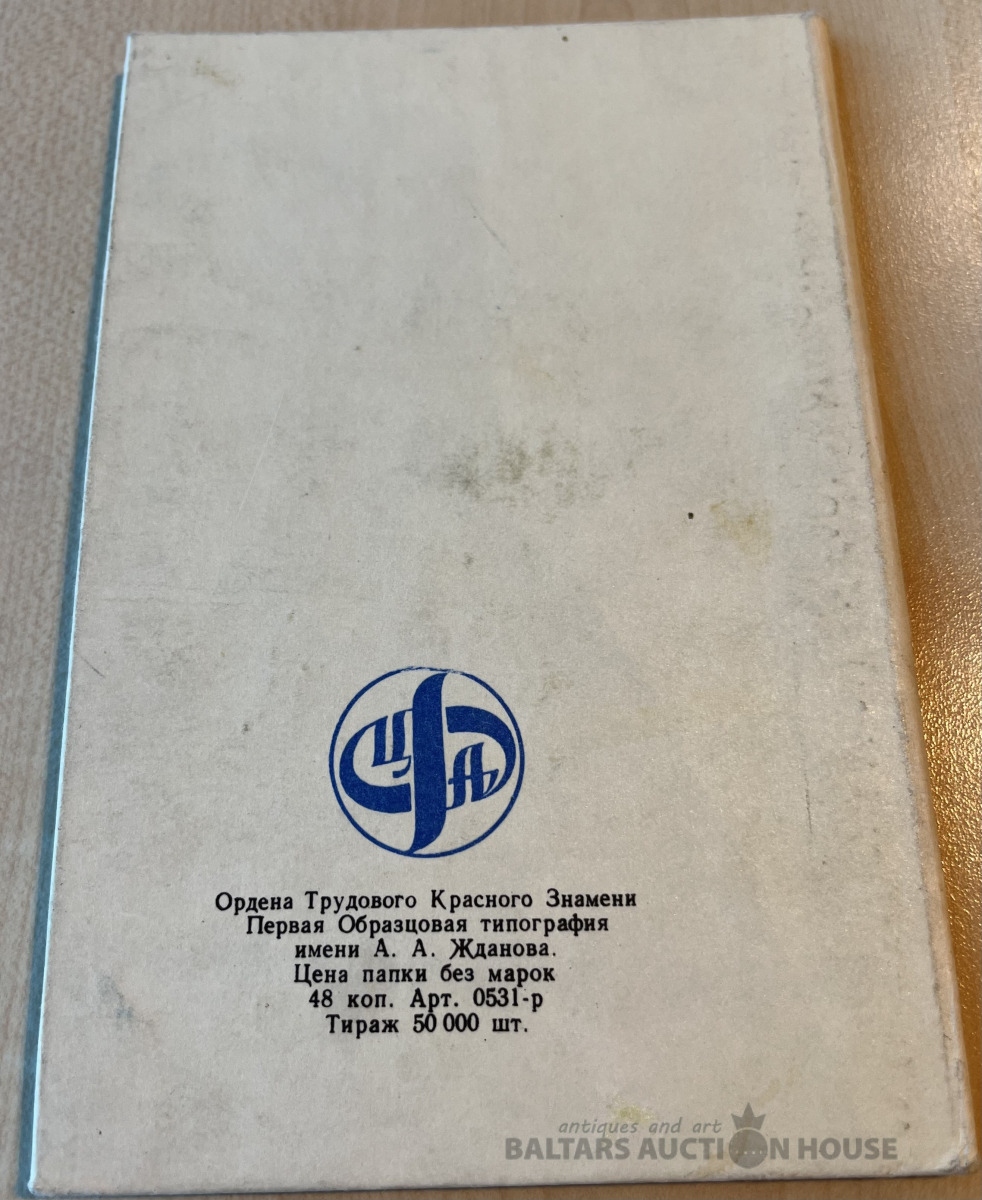 ЦФА
Ордена Трудового Красного Знамени
Первая Образцовая типография
имени А. А. Жданова.
Цена папки без марок
48 коп. Арт. 0531-р
Тираж 50 000 шт.
antiques and art
BALTARS AUCTION HOUSE